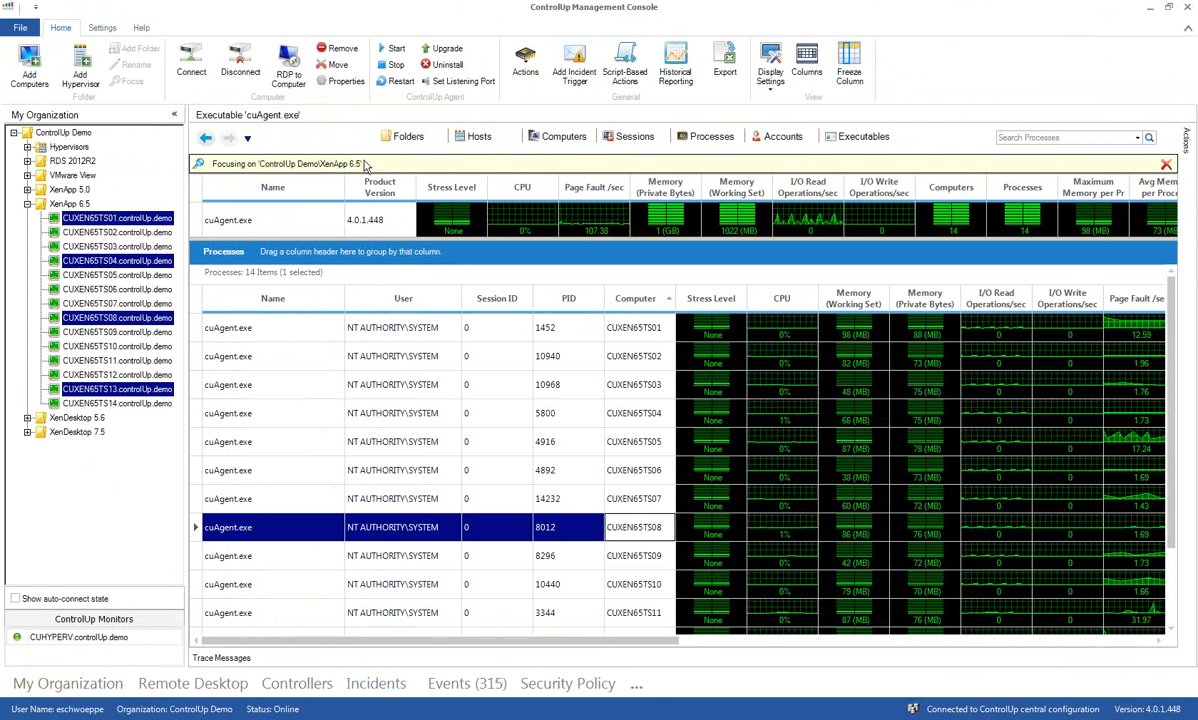 ControlUp Management Console
File Home Settings Help
Add Computers
Add Hypervisor
Add Folder
Rename
Focus
Folder
Connect
Disconnect
RDP to Computer
Remove
Move
Properties
Computer
Start
Stop
Restart
Upgrade
Uninstall
Set Listening Port
ControlUp Agent
Actions
Add Incident Trigger
Script-Based Actions
Historical Reporting
Export
General
Display Settings
Columns
Freeze Column
View
My Organization «
ControlUp Demo
Hypervisors
RDS 2012R2
VMware View
XenApp 5.0
XenApp 6.5
CUXEN65TS01.controlUp.demo
CUXEN65TS02.controlUp.demo
CUXEN65TS03.controlUp.demo
CUXEN65TS04.controlUp.demo
CUXEN65TS05.controlUp.demo
CUXEN65TS06.controlUp.demo
CUXEN65TS07.controlUp.demo
CUXEN65TS08.controlUp.demo
CUXEN65TS09.controlUp.demo
CUXEN65TS10.controlUp.demo
CUXEN65TS11.controlUp.demo
CUXEN65TS12.controlUp.demo
CUXEN65TS13.controlUp.demo
CUXEN65TS14.controlUp.demo
XenDesktop 5.6
XenDesktop 7.5
Show auto-connect state
ControlUp Monitors
CUHYPERV.controlUp.demo
Executable 'cuAgent.exe'
Folders Hosts Computers Sessions Processes Accounts Executables Search Processes
Actions
Focusing on 'ControlUp Demo\XenApp 6.5'
Name Product Version Stress Level CPU Page Fault /sec Memory (Private Bytes) Memory (Working Set) I/O Read Operations/sec I/O Write Operations/sec Computers Processes Maximum Memory per Pr Avg Mem per Proc
cuAgent.exe 4.0.1.448 None 0% 107.38 1 (GB) 1022 (MB) 0 0 14 14 98 (MB) 73 (MB)
Processes Drag a column header here to group by that column.
Processes: 14 Items (1 selected)
Name User Session ID PID Computer Stress Level CPU Memory (Working Set) Memory (Private Bytes) I/O Read Operations/sec I/O Write Operations/sec Page Fault /se
cuAgent.exe NT AUTHORITY\SYSTEM 0 1452 CUXEN65TS01 None 0% 98 (MB) 88 (MB) 0 0 12.59
cuAgent.exe NT AUTHORITY\SYSTEM 0 10940 CUXEN65TS02 None 0% 82 (MB) 73 (MB) 0 0 1.96
cuAgent.exe NT AUTHORITY\SYSTEM 0 10968 CUXEN65TS03 None 0% 48 (MB) 75 (MB) 0 0 1.76
cuAgent.exe NT AUTHORITY\SYSTEM 0 5800 CUXEN65TS04 None 1% 66 (MB) 75 (MB) 0 0 1.73
cuAgent.exe NT AUTHORITY\SYSTEM 0 4916 CUXEN65TS05 None 0% 87 (MB) 78 (MB) 0 0 17.24
cuAgent.exe NT AUTHORITY\SYSTEM 0 4892 CUXEN65TS06 None 0% 38 (MB) 73 (MB) 0 0 1.69
cuAgent.exe NT AUTHORITY\SYSTEM 0 14232 CUXEN65TS07 None 0% 60 (MB) 72 (MB) 0 0 1.43
cuAgent.exe NT AUTHORITY\SYSTEM 0 8012 CUXEN65TS08 None 1% 86 (MB) 76 (MB) 0 0 1.69
cuAgent.exe NT AUTHORITY\SYSTEM 0 8296 CUXEN65TS09 None 0% 42 (MB) 72 (MB) 0 0 1.73
cuAgent.exe NT AUTHORITY\SYSTEM 0 10440 CUXEN65TS10 None 0% 79 (MB) 70 (MB) 0 0 1.66
cuAgent.exe NT AUTHORITY\SYSTEM 0 3344 CUXEN65TS11 None 0% 87 (MB) 76 (MB) 0 0 31.97
Trace Messages
My Organization Remote Desktop Controllers Incidents Events (315) Security Policy ...
User Name: eschwoeppe Organization: ControlUp Demo Status: Online Connected to ControlUp central configuration Version: 4.0.1.448